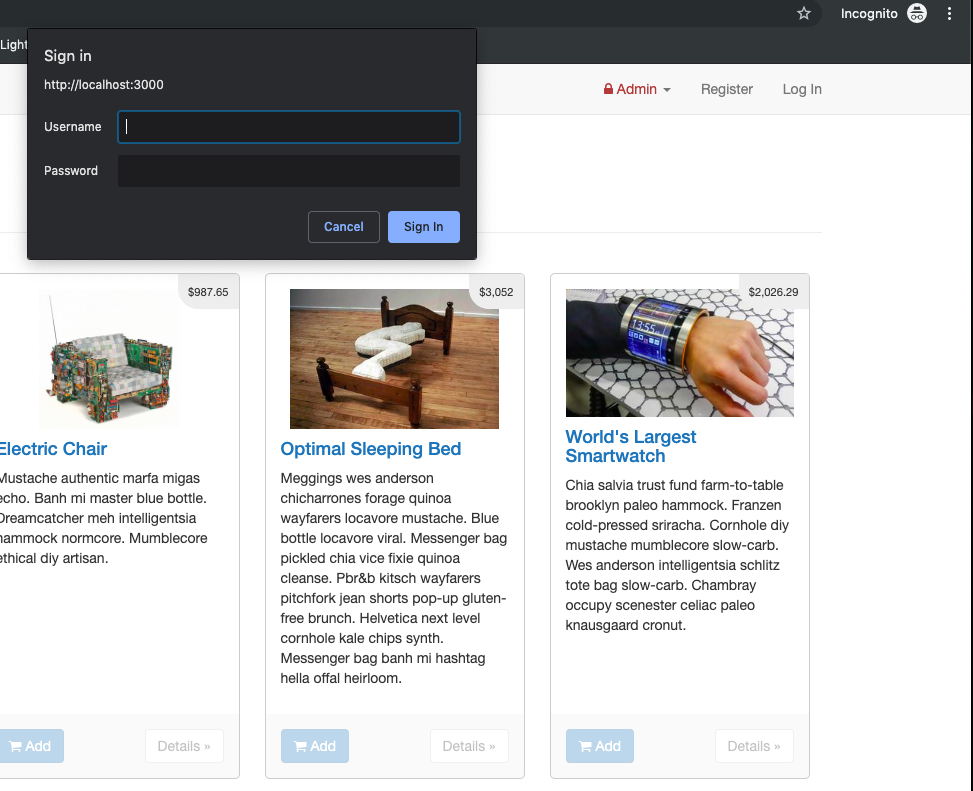 Incognito
Light
Sign in
http://localhost:3000
Username
Password
Cancel
Sign In
Admin
Register
Log In
$987.65
Electric Chair
Mustache authentic marfa migas
echo. Banh mi master blue bottle.
Dreamcatcher meh intelligentsia
hammock normcore. Mumblecore
ethical diy artisan.
Add
Details »
$3,052
Optimal Sleeping Bed
Meggings wes anderson
chicharrones forage quinoa
wayfarers locavore mustache. Blue
bottle locavore viral. Messenger bag
pickled chia vice fixie quinoa
cleanse. Pbr&b kitsch wayfarers
pitchfork jean shorts pop-up gluten-
free brunch. Helvetica next level
cornhole kale chips synth.
Messenger bag banh mi hashtag
hella offal heirloom.
Add
Details »
$2,026.29
13:55
World's Largest
Smartwatch
Chia salvia trust fund farm-to-table
brooklyn paleo hammock. Franzen
cold-pressed sriracha. Cornhole diy
mustache mumblecore slow-carb.
Wes anderson intelligentsia schlitz
tote bag slow-carb. Chambray
occupy scenester celiac paleo
knausgaard cronut.
Add
Details »